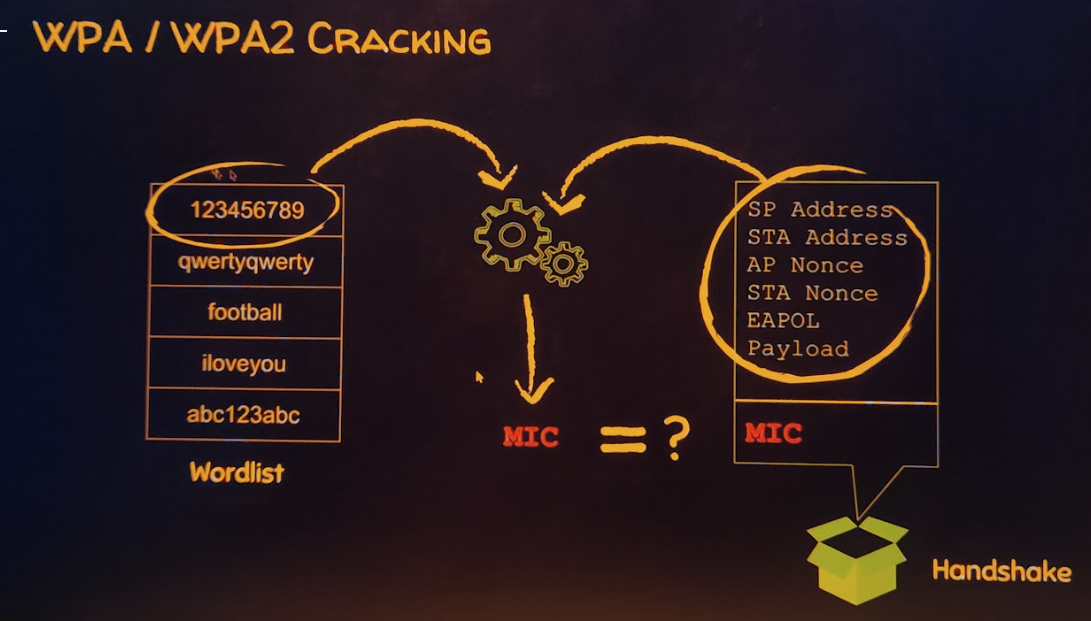 WPA / WPA2 CRACKING
123456789
qwertyqwerty
football
iloveyou
abc123abc
Wordlist
MIC = ?
SP Address
STA Address
AP Nonce
STA Nonce
EAPOL
Payload
MIC
Handshake